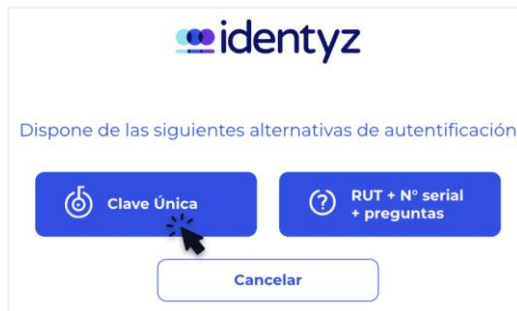 identyz
Dispone de las siguientes alternativas de autentificación
Clave Única
RUT + N° serial
+ preguntas
Cancelar